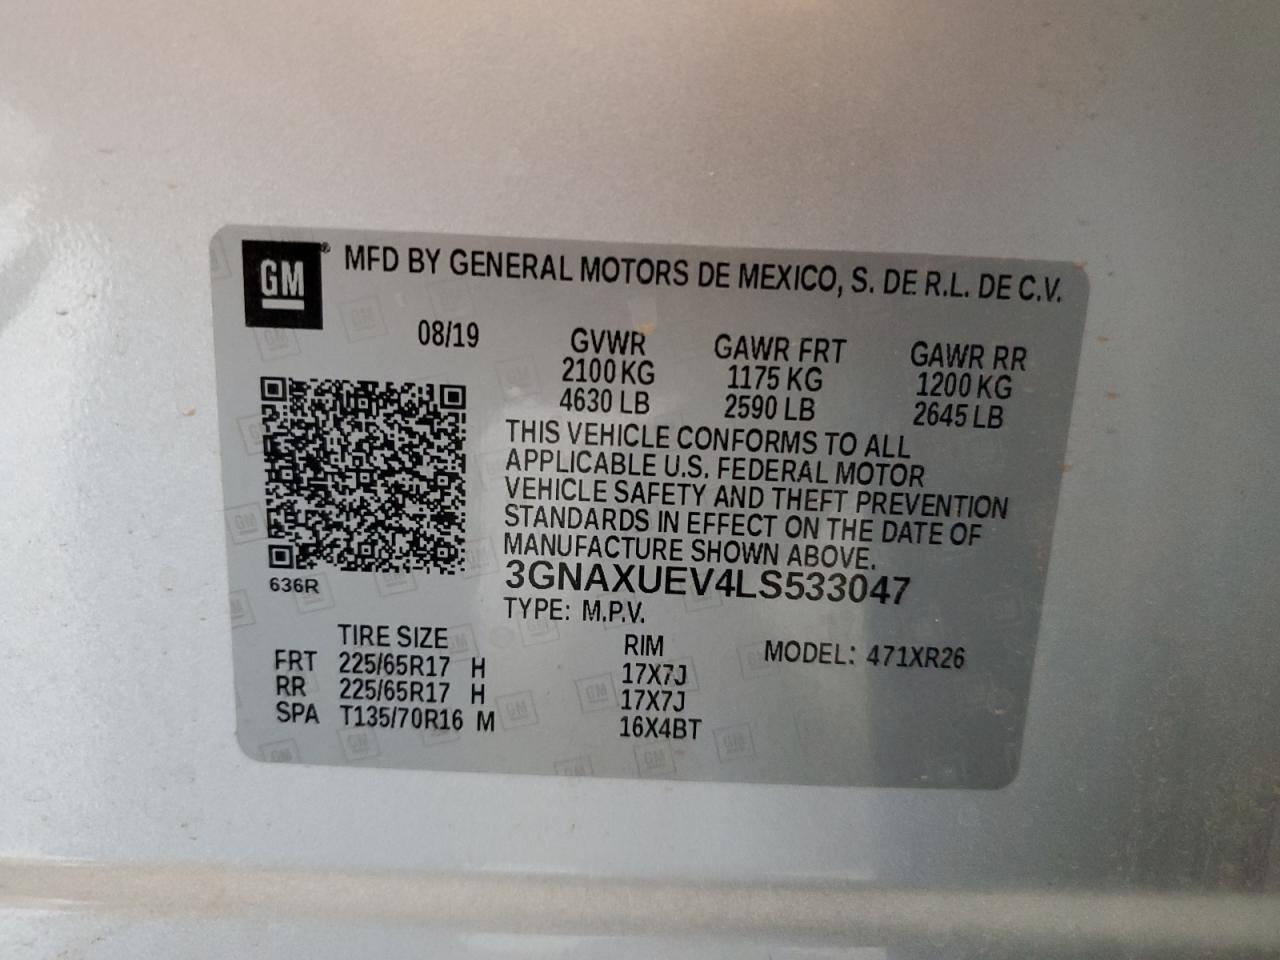 GM ® MFD BY GENERAL MOTORS DE MEXICO, S. DE R.L. DE C.V.
08/19 GVWR GAWR FRT GAWR RR
2100 KG 1175 KG 1200 KG
4630 LB 2590 LB 2645 LB
THIS VEHICLE CONFORMS TO ALL
APPLICABLE U.S. FEDERAL MOTOR
VEHICLE SAFETY AND THEFT PREVENTION
STANDARDS IN EFFECT ON THE DATE OF
MANUFACTURE SHOWN ABOVE.
636R 3GNAXUEV4LS533047
TYPE: M.P.V.
TIRE SIZE RIM MODEL: 471XR26
FRT 225/65R17 H 17X7J
RR 225/65R17 H 17X7J
SPA T135/70R16 M 16X4BT